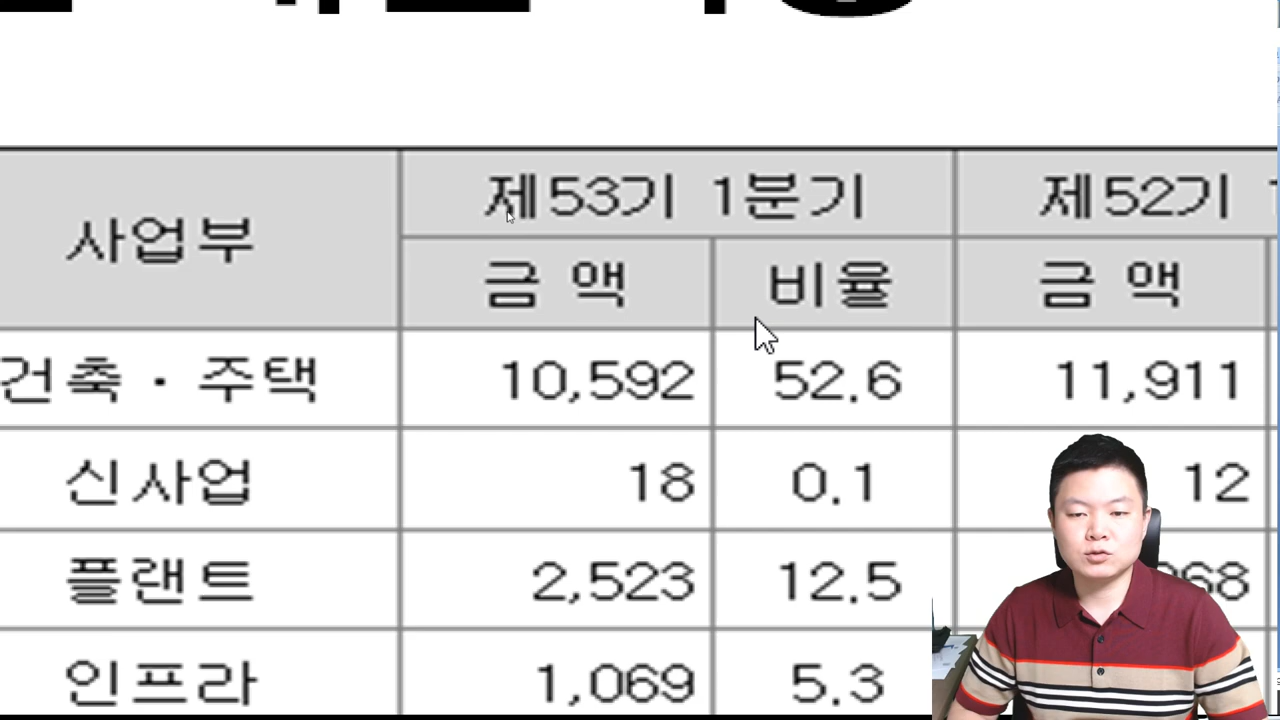 사업부 제53기 1분기 제52기
금 액 비율 금 액
건축 · 주택 10,592 52.6 11,911
신사업 18 0.1 12
플랜트 2,523 12.5
인프라 1,069 5.3